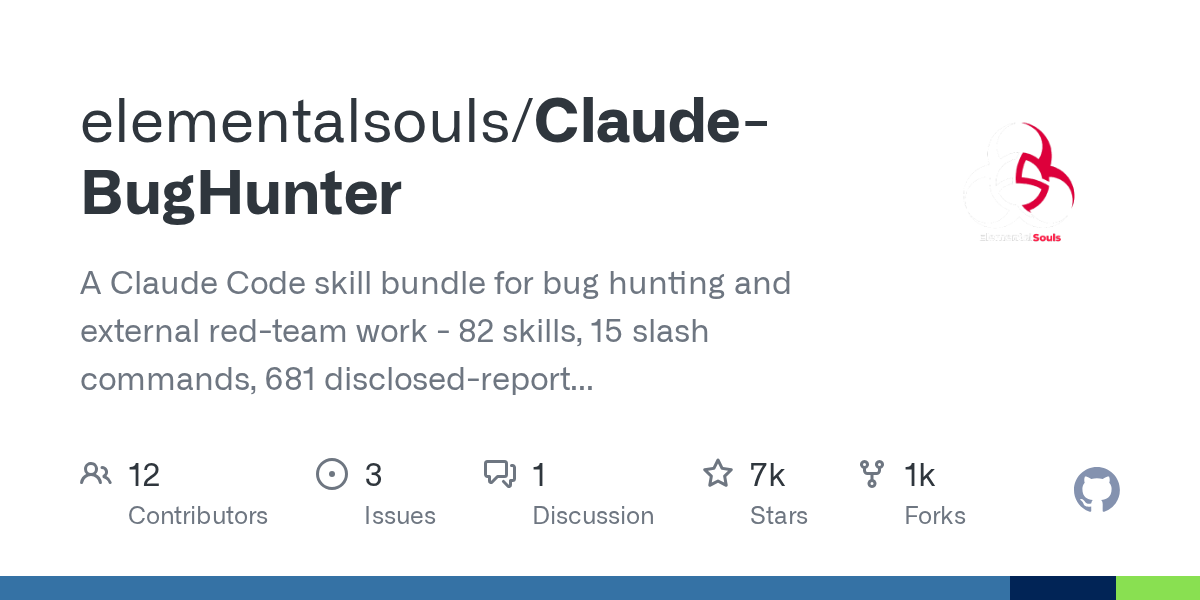 elementalsouls/Claude-
BugHunter
Souls
A Claude Code skill bundle for bug hunting and
external red-team work - 82 skills, 15 slash
commands, 681 disclosed-report...
12
Contributors
3
Issues
1
Discussion
7k
Stars
1k
Forks